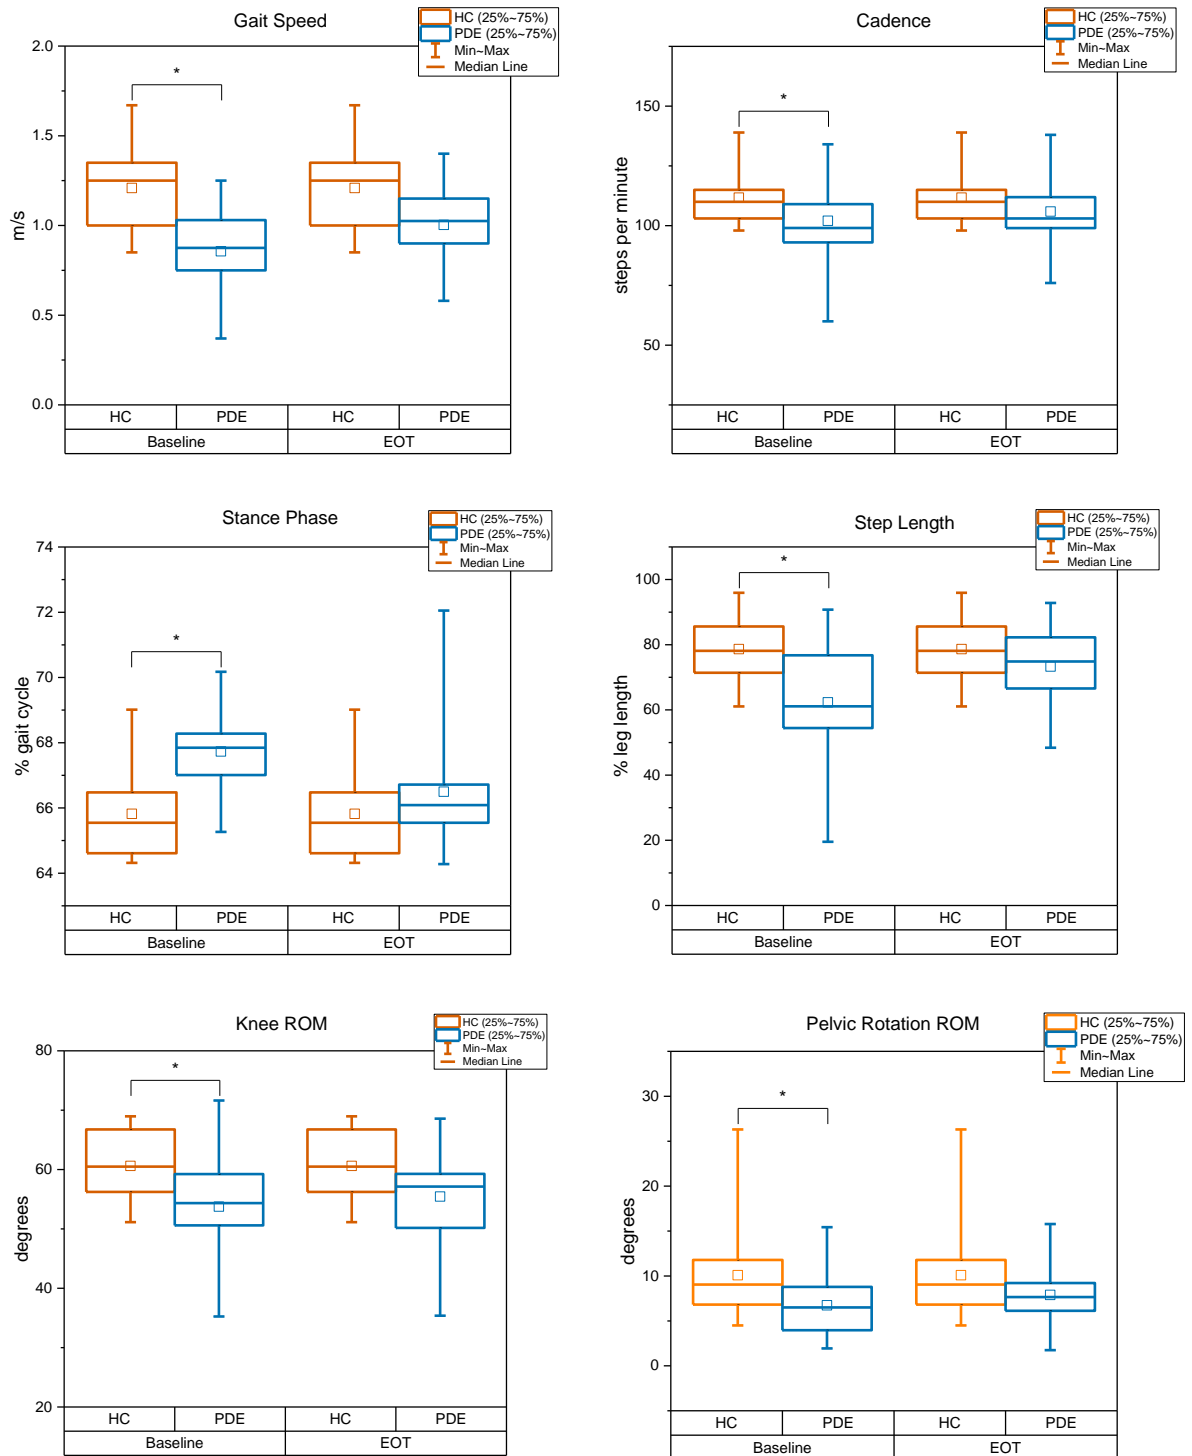 Gait Speed
HC (25%~75%)
PDE (25%~75%)
Min~Max
Median Line
2.0
1.5
1.0
0.5
0.0
m/s
*
HC PDE HC PDE
Baseline EOT
Cadence
HC (25%~75%)
PDE (25%~75%)
Min~Max
Median Line
150
100
50
steps per minute
*
HC PDE HC PDE
Baseline EOT
Stance Phase
HC (25%~75%)
PDE (25%~75%)
Min~Max
Median Line
74
72
70
68
66
64
% gait cycle
*
HC PDE HC PDE
Baseline EOT
Step Length
HC (25%~75%)
PDE (25%~75%)
Min~Max
Median Line
100
80
60
40
20
0
% leg length
*
HC PDE HC PDE
Baseline EOT
Knee ROM
HC (25%~75%)
PDE (25%~75%)
Min~Max
Median Line
80
60
40
20
degrees
*
HC PDE HC PDE
Baseline EOT
Pelvic Rotation ROM
HC (25%~75%)
PDE (25%~75%)
Min~Max
Median Line
30
20
10
0
degrees
*
HC PDE HC PDE
Baseline EOT